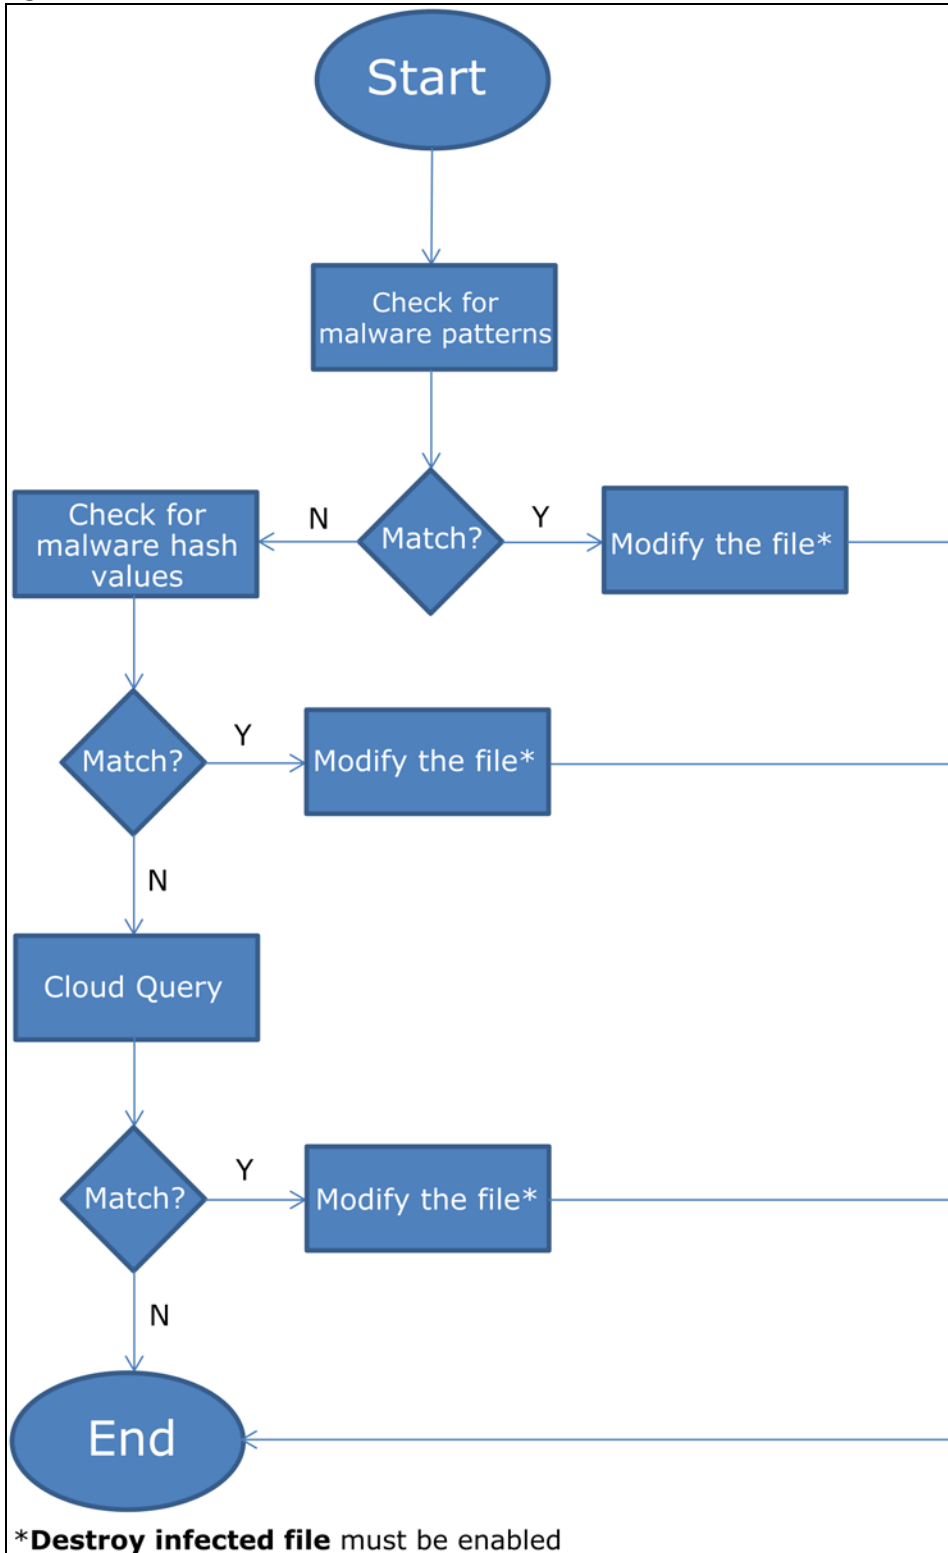 Start
Check for
malware patterns
Match?
N
Y
Check for
malware hash
values
Modify the file*
Match?
Y
Modify the file*
N
Cloud Query
Match?
Y
Modify the file*
N
End
*Destroy infected file must be enabled